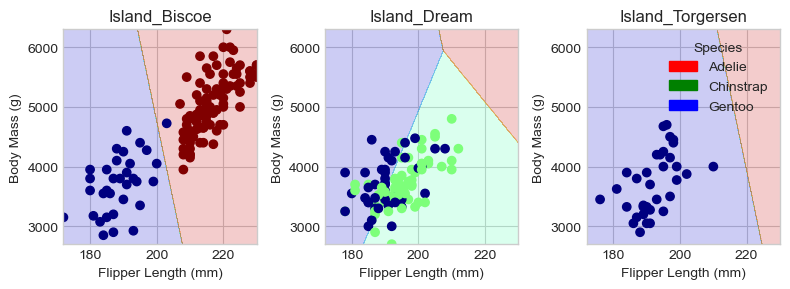 Island_Biscoe
6000
5000
4000
3000
Body Mass (g)
180
200
220
Flipper Length (mm)
Island_Dream
6000
5000
4000
3000
Body Mass (g)
180
200
220
Flipper Length (mm)
Island_Torgersen
6000
5000
4000
3000
Body Mass (g)
180
200
220
Flipper Length (mm)
Species
Adelie
Chinstrap
Gentoo